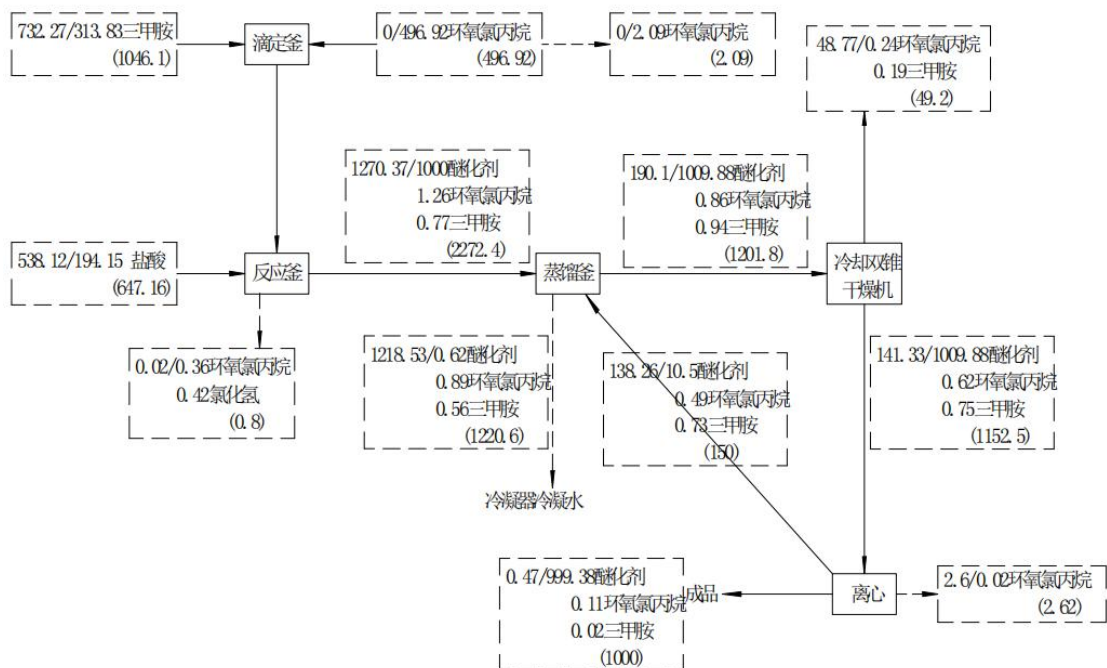 732.27/313.83三甲胺
(1046.1)
滴定釜
0/496.92环氧氯丙烷
(496.92)
0/2.09环氧氯丙烷
(2.09)
48.77/0.24环氧氯丙烷
0.19三甲胺
(49.2)
1270.37/1000醚化剂
1.26环氧氯丙烷
0.77三甲胺
(2272.4)
190.1/1009.88醚化剂
0.86环氧氯丙烷
0.94三甲胺
(1201.8)
538.12/194.15 盐酸
(647.16)
反应釜
蒸馏釜
冷却双锥
干燥机
0.02/0.36环氧氯丙烷
0.42氯化氢
(0.8)
1218.53/0.62醚化剂
0.89环氧氯丙烷
0.56三甲胺
(1220.6)
138.26/10.5醚化剂
0.49环氧氯丙烷
0.73三甲胺
(150)
141.33/1009.88醚化剂
0.62环氧氯丙烷
0.75三甲胺
(1152.5)
冷凝器冷凝水
0.47/999.38醚化剂
0.11环氧氯丙烷
0.02三甲胺
(1000)
成品
离心
2.6/0.02环氧氯丙烷
(2.62)